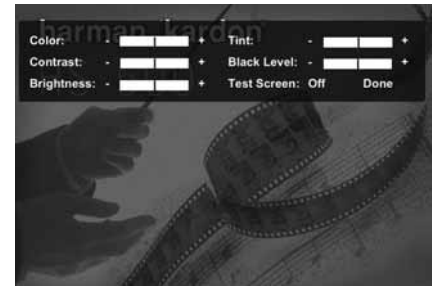 harman kardon
Color: - + Tint: - +
Contrast: - + Black Level: - +
Brightness: - + Test Screen: Off Done